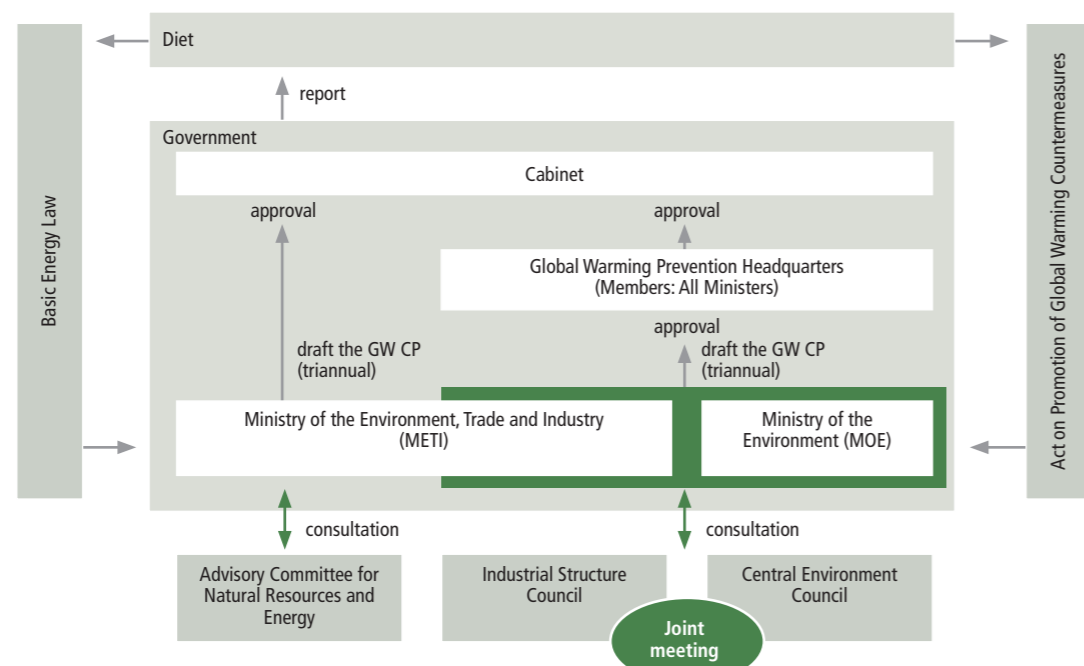 Diet
report
Government
Cabinet
approval
approval
Global Warming Prevention Headquarters
(Members: All Ministers)
approval
draft the GW CP
(triannual)
draft the GW CP
(triannual)
Ministry of the Environment, Trade and Industry
(METI)
Ministry of the
Environment (MOE)
consultation
consultation
Advisory Committee for
Natural Resources and
Energy
Industrial Structure
Council
Central Environment
Council
Joint
meeting
Basic Energy Law
Act on Promotion of Global Warming Countermeasures